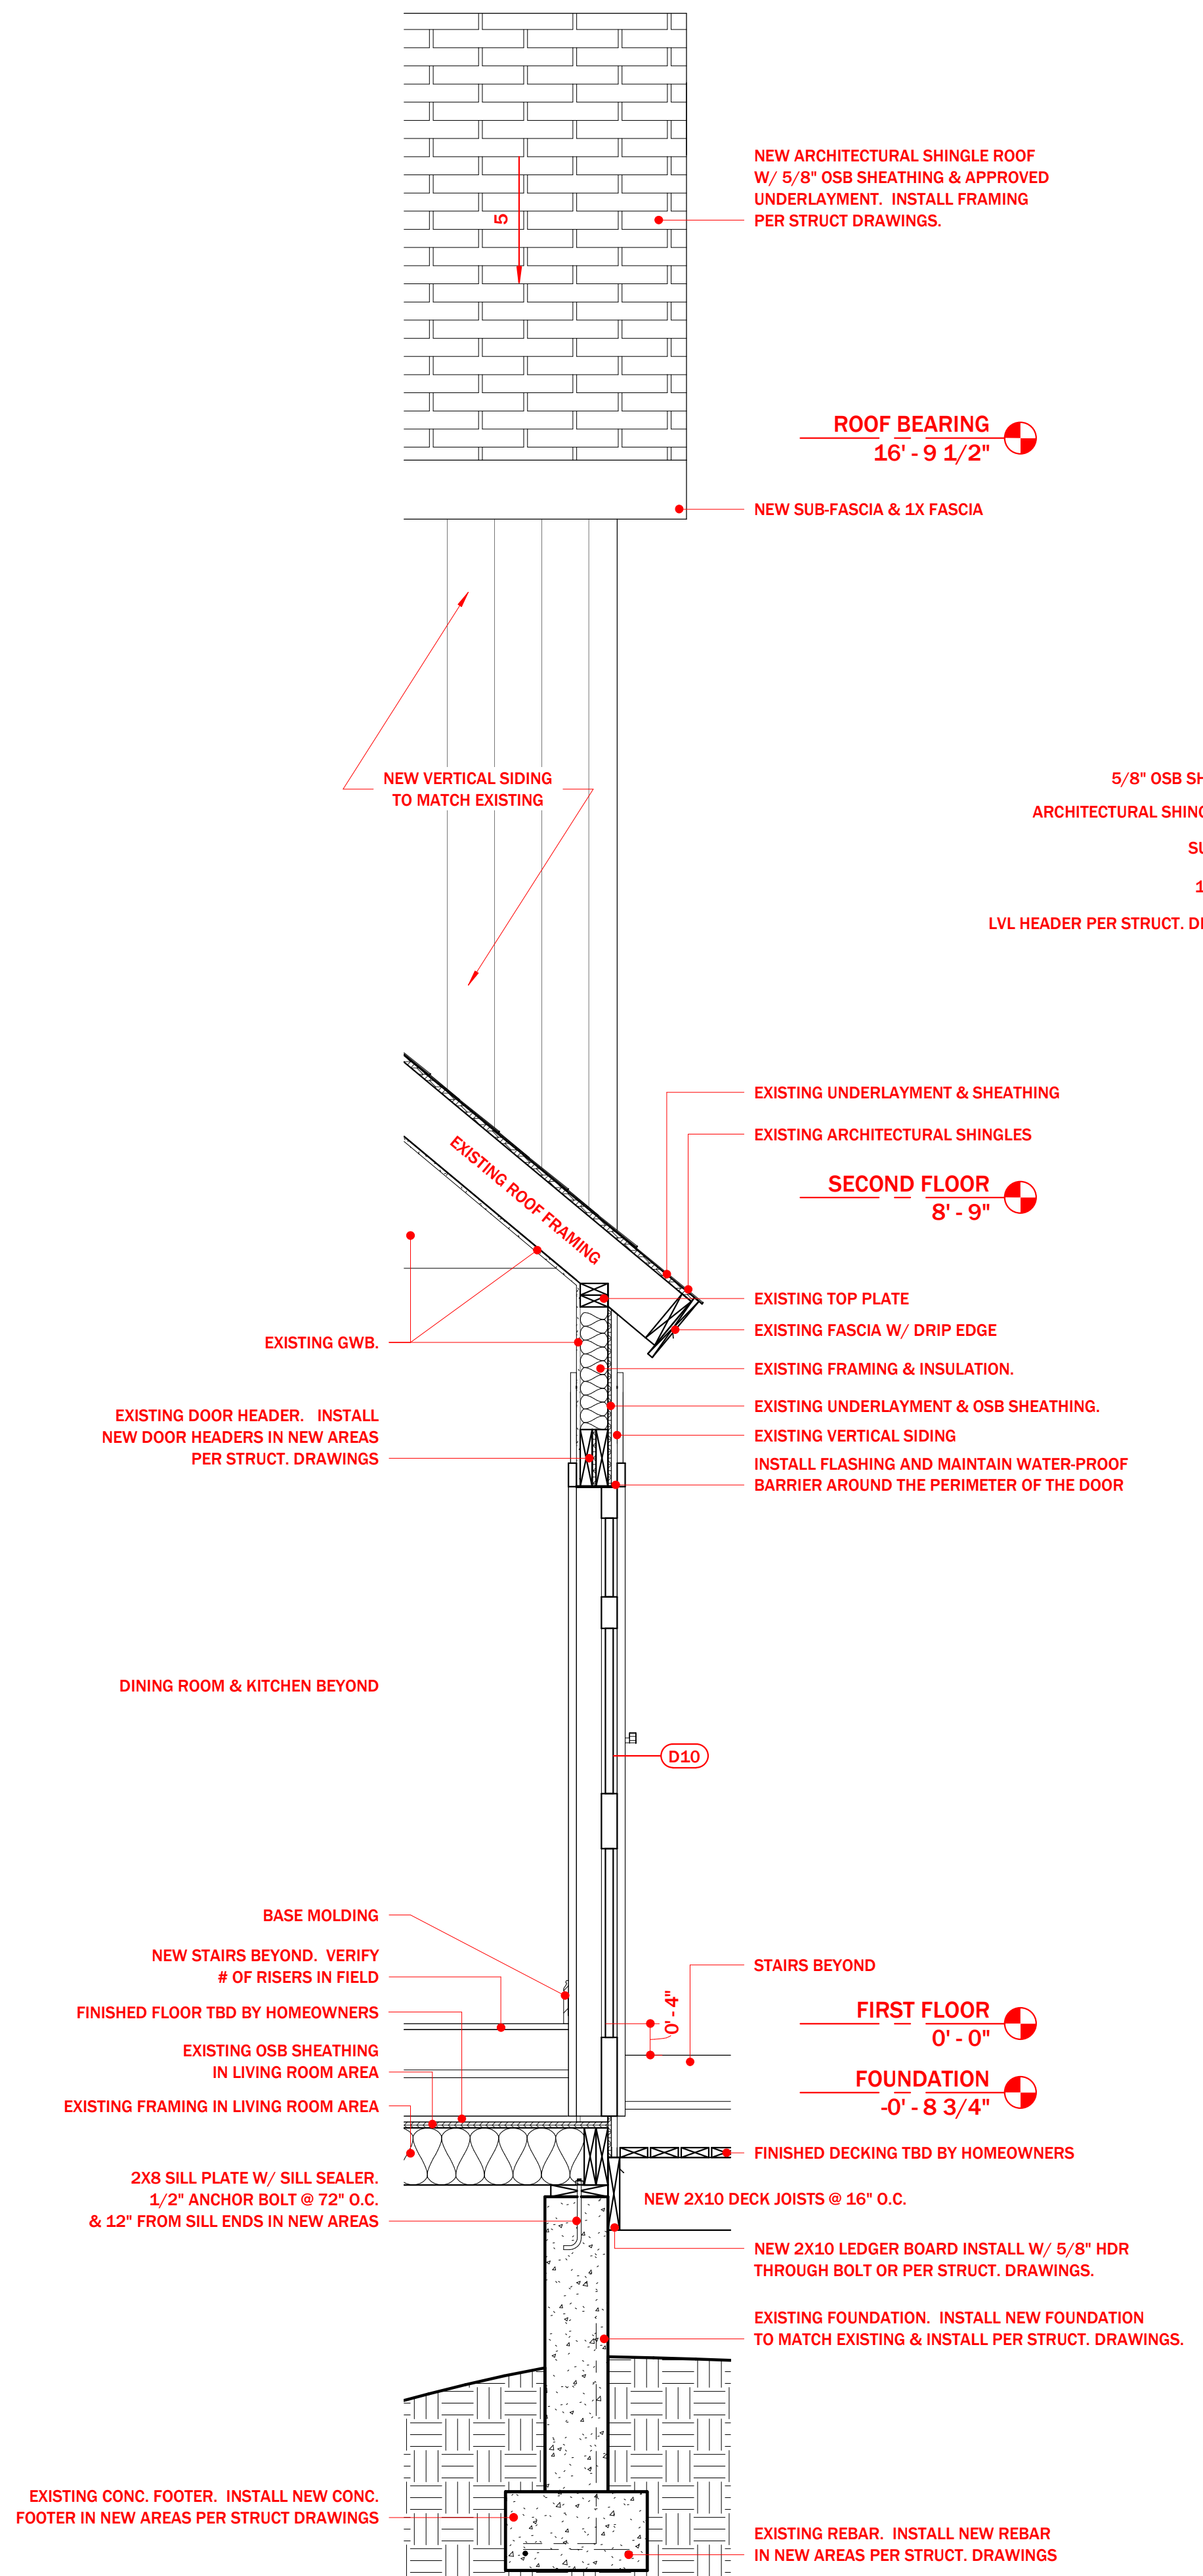 NEW ARCHITECTURAL SHINGLE ROOF
W/ 5/8" OSB SHEATHING & APPROVED
UNDERLAYMENT. INSTALL FRAMING
PER STRUCT DRAWINGS.
5
ROOF BEARING
16' - 9 1/2"
NEW SUB-FASCIA & 1X FASCIA
NEW VERTICAL SIDING
TO MATCH EXISTING
5/8" OSB SH
ARCHITECTURAL SHING
SU
1
LVL HEADER PER STRUCT. D
EXISTING UNDERLAYMENT & SHEATHING
EXISTING ARCHITECTURAL SHINGLES
EXISTING ROOF FRAMING
SECOND FLOOR
8' - 9"
EXISTING TOP PLATE
EXISTING FASCIA W/ DRIP EDGE
EXISTING GWB.
EXISTING FRAMING & INSULATION.
EXISTING UNDERLAYMENT & OSB SHEATHING.
EXISTING DOOR HEADER. INSTALL
NEW DOOR HEADERS IN NEW AREAS
PER STRUCT. DRAWINGS
EXISTING VERTICAL SIDING
INSTALL FLASHING AND MAINTAIN WATER-PROOF
BARRIER AROUND THE PERIMETER OF THE DOOR
DINING ROOM & KITCHEN BEYOND
D10
BASE MOLDING
NEW STAIRS BEYOND. VERIFY
# OF RISERS IN FIELD
STAIRS BEYOND
0' - 4"
FINISHED FLOOR TBD BY HOMEOWNERS
FIRST FLOOR
0' - 0"
EXISTING OSB SHEATHING
IN LIVING ROOM AREA
FOUNDATION
-0' - 8 3/4"
EXISTING FRAMING IN LIVING ROOM AREA
FINISHED DECKING TBD BY HOMEOWNERS
2X8 SILL PLATE W/ SILL SEALER.
1/2" ANCHOR BOLT @ 72" O.C.
& 12" FROM SILL ENDS IN NEW AREAS
NEW 2X10 DECK JOISTS @ 16" O.C.
NEW 2X10 LEDGER BOARD INSTALL W/ 5/8" HDR
THROUGH BOLT OR PER STRUCT. DRAWINGS.
EXISTING FOUNDATION. INSTALL NEW FOUNDATION
TO MATCH EXISTING & INSTALL PER STRUCT. DRAWINGS.
EXISTING CONC. FOOTER. INSTALL NEW CONC.
FOOTER IN NEW AREAS PER STRUCT DRAWINGS
EXISTING REBAR. INSTALL NEW REBAR
IN NEW AREAS PER STRUCT. DRAWINGS